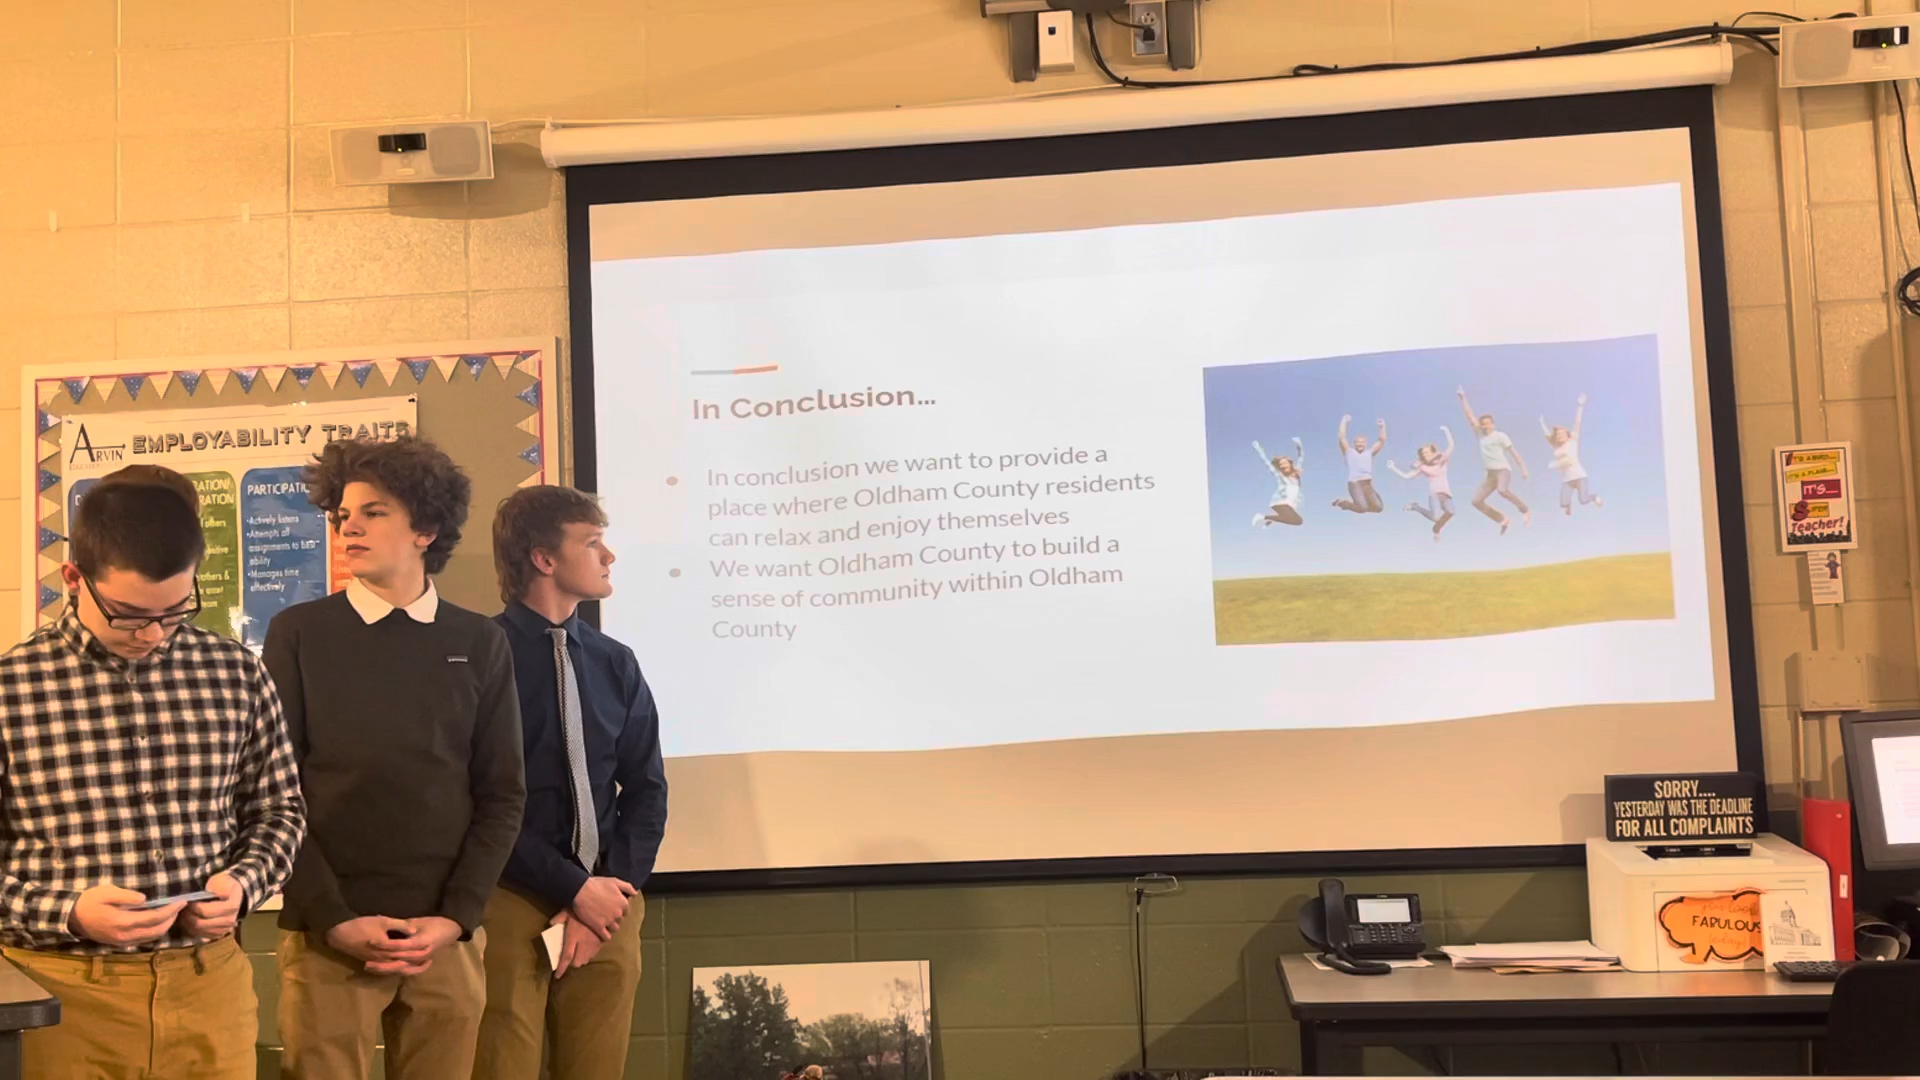 In Conclusion...
In conclusion we want to provide a
place where Oldham County residents
can relax and enjoy themselves
We want Oldham County to build a
sense of community within Oldham
County
ARVIN
EMPLOYABILITY TRAITS
PARTICIPATI
•Actively listens
•Attempts all
assignments to best
ability
•Manages time
effectively
IT'S
Teacher!
SORRY....
YESTERDAY WAS THE DEADLINE
FOR ALL COMPLAINTS
FABULOUS